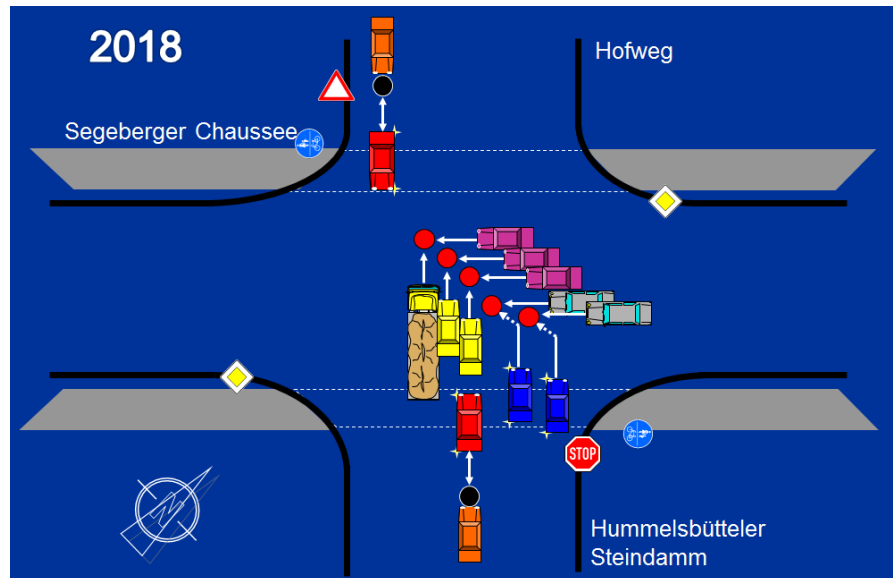 2018
Hofweg
Segeberger Chaussee
STOP
N
Hummelsbütteler
Steindamm